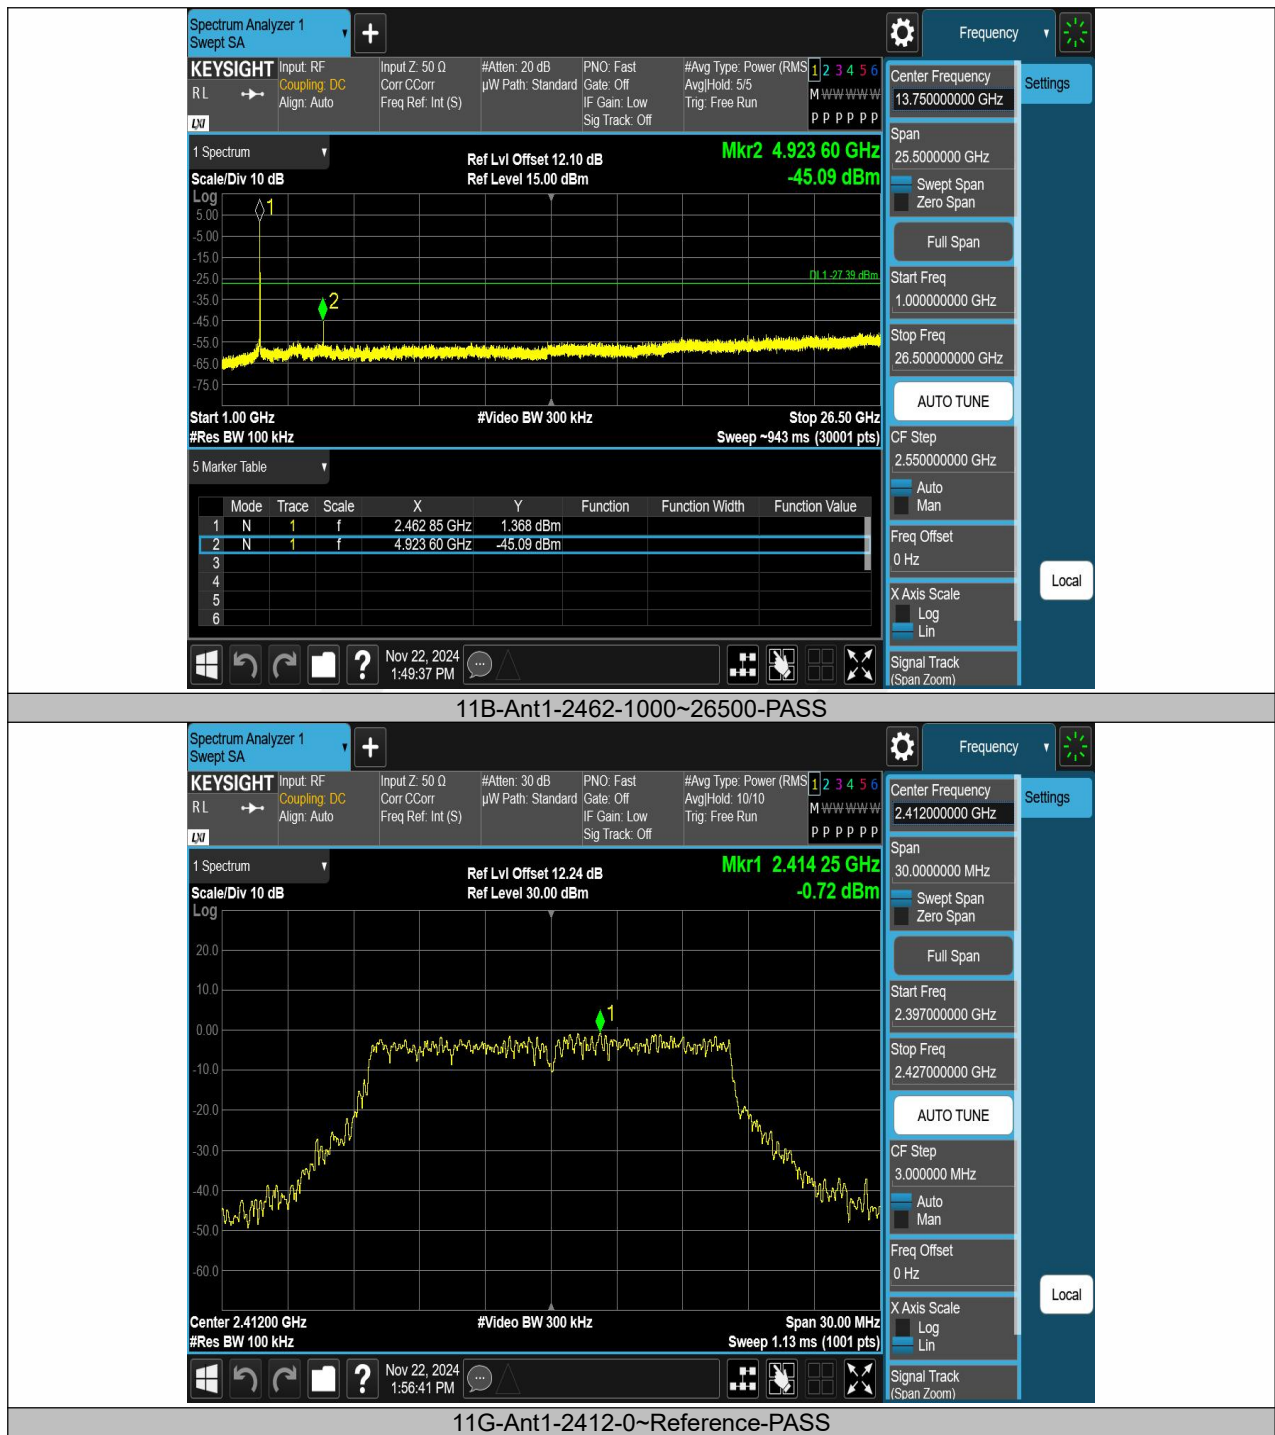 Spectrum Analyzer 1
Swept SA
Frequency
KEYSIGHT Input: RF Input Z: 50 Ω #Atten: 20 dB PNO: Fast #Avg Type: Power (RMS 1 2 3 4 5 6
R L Coupling: DC Corr CCorr µW Path: Standard Gate: Off Avg|Hold: 5/5 M W W W W W
Align: Auto Freq Ref: Int (S) IF Gain: Low Trig: Free Run
LXI Sig Track: Off P P P P P P
1 Spectrum Ref Lvl Offset 12.10 dB Mkr2 4.923 60 GHz
Scale/Div 10 dB Ref Level 15.00 dBm -45.09 dBm
Log
5.00
1
-5.00
-15.0
-25.0
DL1 -27.39 dBm
-35.0
2
-45.0
-55.0
-65.0
-75.0
Start 1.00 GHz #Video BW 300 kHz Stop 26.50 GHz
#Res BW 100 kHz Sweep ~943 ms (30001 pts)
5 Marker Table
Mode Trace Scale X Y Function Function Width Function Value
1 N 1 f 2.462 85 GHz 1.368 dBm
2 N 1 f 4.923 60 GHz -45.09 dBm
3
4
5
6
Nov 22, 2024
1:49:37 PM
Center Frequency
13.750000000 GHz
Settings
Span
25.5000000 GHz
Swept Span
Zero Span
Full Span
Start Freq
1.000000000 GHz
Stop Freq
26.500000000 GHz
AUTO TUNE
CF Step
2.550000000 GHz
Auto
Man
Freq Offset
0 Hz
Local
X Axis Scale
Log
Lin
Signal Track
(Span Zoom)
11B-Ant1-2462-1000~26500-PASS
Spectrum Analyzer 1
Swept SA
Frequency
KEYSIGHT Input: RF Input Z: 50 Ω #Atten: 30 dB PNO: Fast #Avg Type: Power (RMS 1 2 3 4 5 6
R L Coupling: DC Corr CCorr µW Path: Standard Gate: Off Avg|Hold: 10/10 M W W W W W
Align: Auto Freq Ref: Int (S) IF Gain: Low Trig: Free Run
LXI Sig Track: Off P P P P P P
1 Spectrum Ref Lvl Offset 12.24 dB Mkr1 2.414 25 GHz
Scale/Div 10 dB Ref Level 30.00 dBm -0.72 dBm
Log
20.0
10.0
1
0.00
-10.0
-20.0
-30.0
-40.0
-50.0
-60.0
Center 2.41200 GHz #Video BW 300 kHz Span 30.00 MHz
#Res BW 100 kHz Sweep 1.13 ms (1001 pts)
Nov 22, 2024
1:56:41 PM
Center Frequency
2.412000000 GHz
Settings
Span
30.0000000 MHz
Swept Span
Zero Span
Full Span
Start Freq
2.397000000 GHz
Stop Freq
2.427000000 GHz
AUTO TUNE
CF Step
3.000000 MHz
Auto
Man
Freq Offset
0 Hz
Local
X Axis Scale
Log
Lin
Signal Track
(Span Zoom)
11G-Ant1-2412-0~Reference-PASS